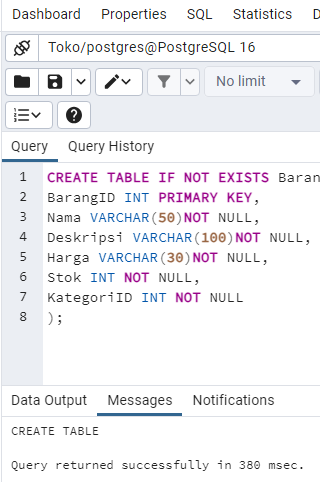 Dashboard Properties SQL Statistics
Toko/postgres@PostgreSQL 16
No limit
Query Query History
1 CREATE TABLE IF NOT EXISTS
2 BarangID INT PRIMARY KEY,
3 Nama VARCHAR(50)NOT NULL,
4 Deskripsi VARCHAR(100)NOT NULL,
5 Harga VARCHAR(30)NOT NULL,
6 Stok INT NOT NULL,
7 KategoriID INT NOT NULL
8 );
Data Output Messages Notifications
CREATE TABLE
Query returned successfully in 380 msec.